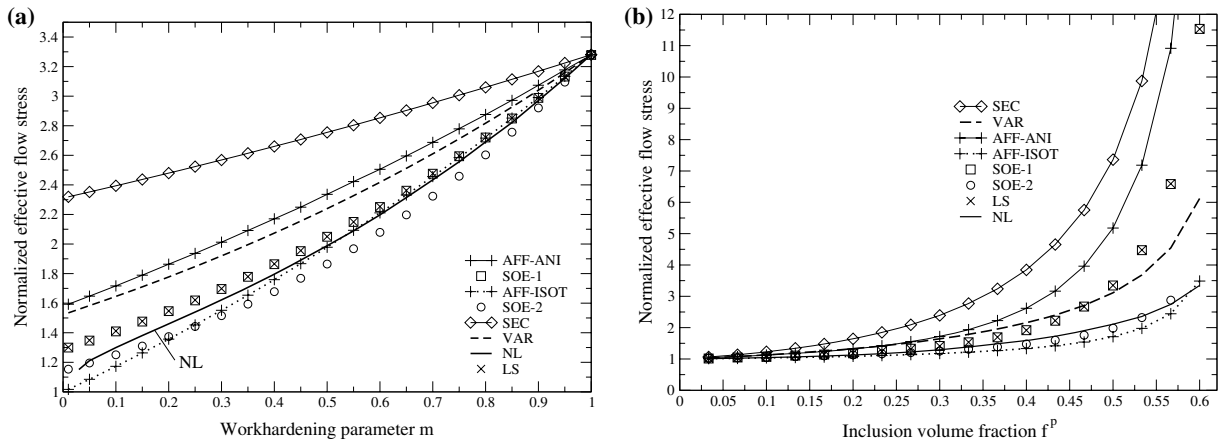 (a)
Normalized effective flow stress
3.4
3.2
3
2.8
2.6
2.4
2.2
2
1.8
1.6
1.4
1.2
1
0 0.1 0.2 0.3 0.4 0.5 0.6 0.7 0.8 0.9 1
Workhardening parameter m
NL
AFF-ANI
SOE-1
AFF-ISOT
SOE-2
SEC
VAR
NL
LS
(b)
Normalized effective flow stress
12
11
10
9
8
7
6
5
4
3
2
1
0
0 0.05 0.1 0.15 0.2 0.25 0.3 0.35 0.4 0.45 0.5 0.55 0.6
Inclusion volume fraction f^p
SEC
VAR
AFF-ANI
AFF-ISOT
SOE-1
SOE-2
LS
NL